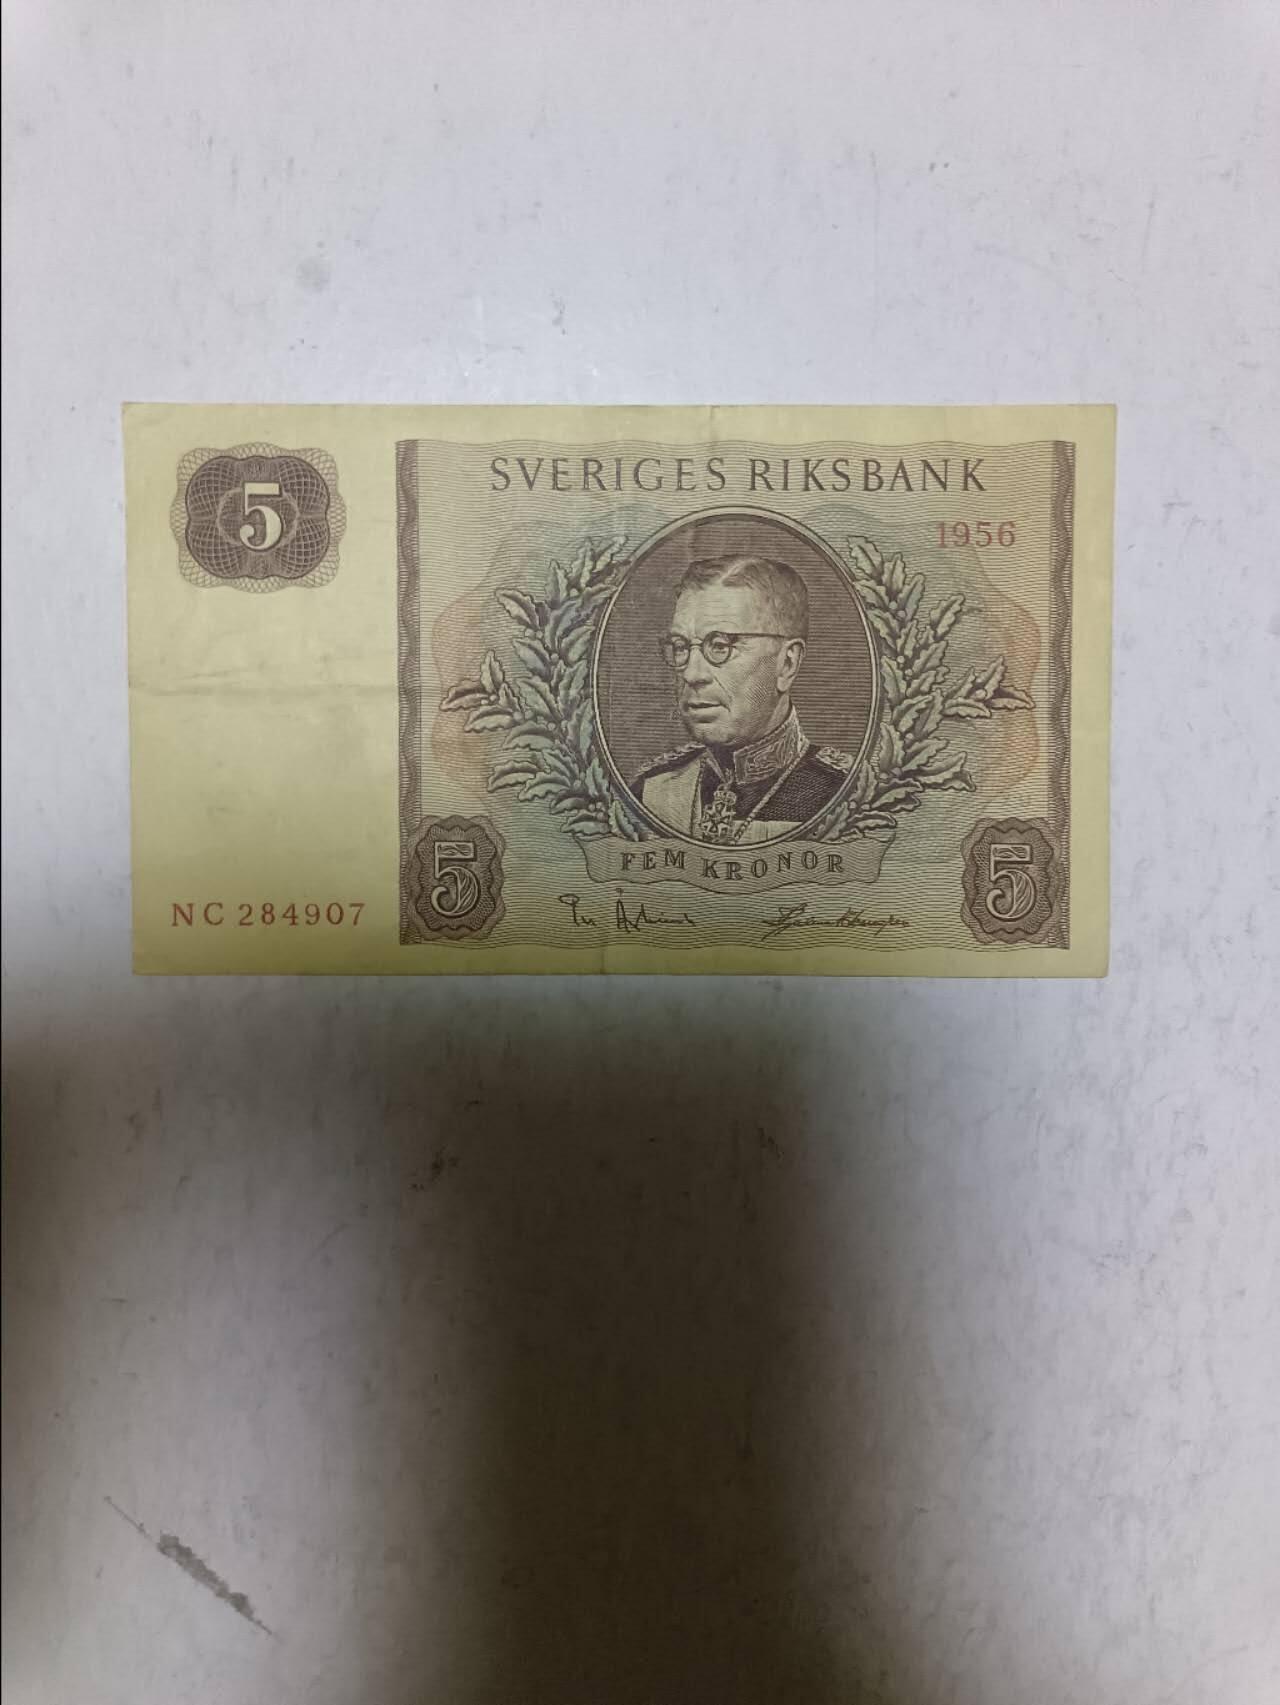 5
SVERIGES RIKSBANK
1956
5
FEM KRONOR
5
NC 284907